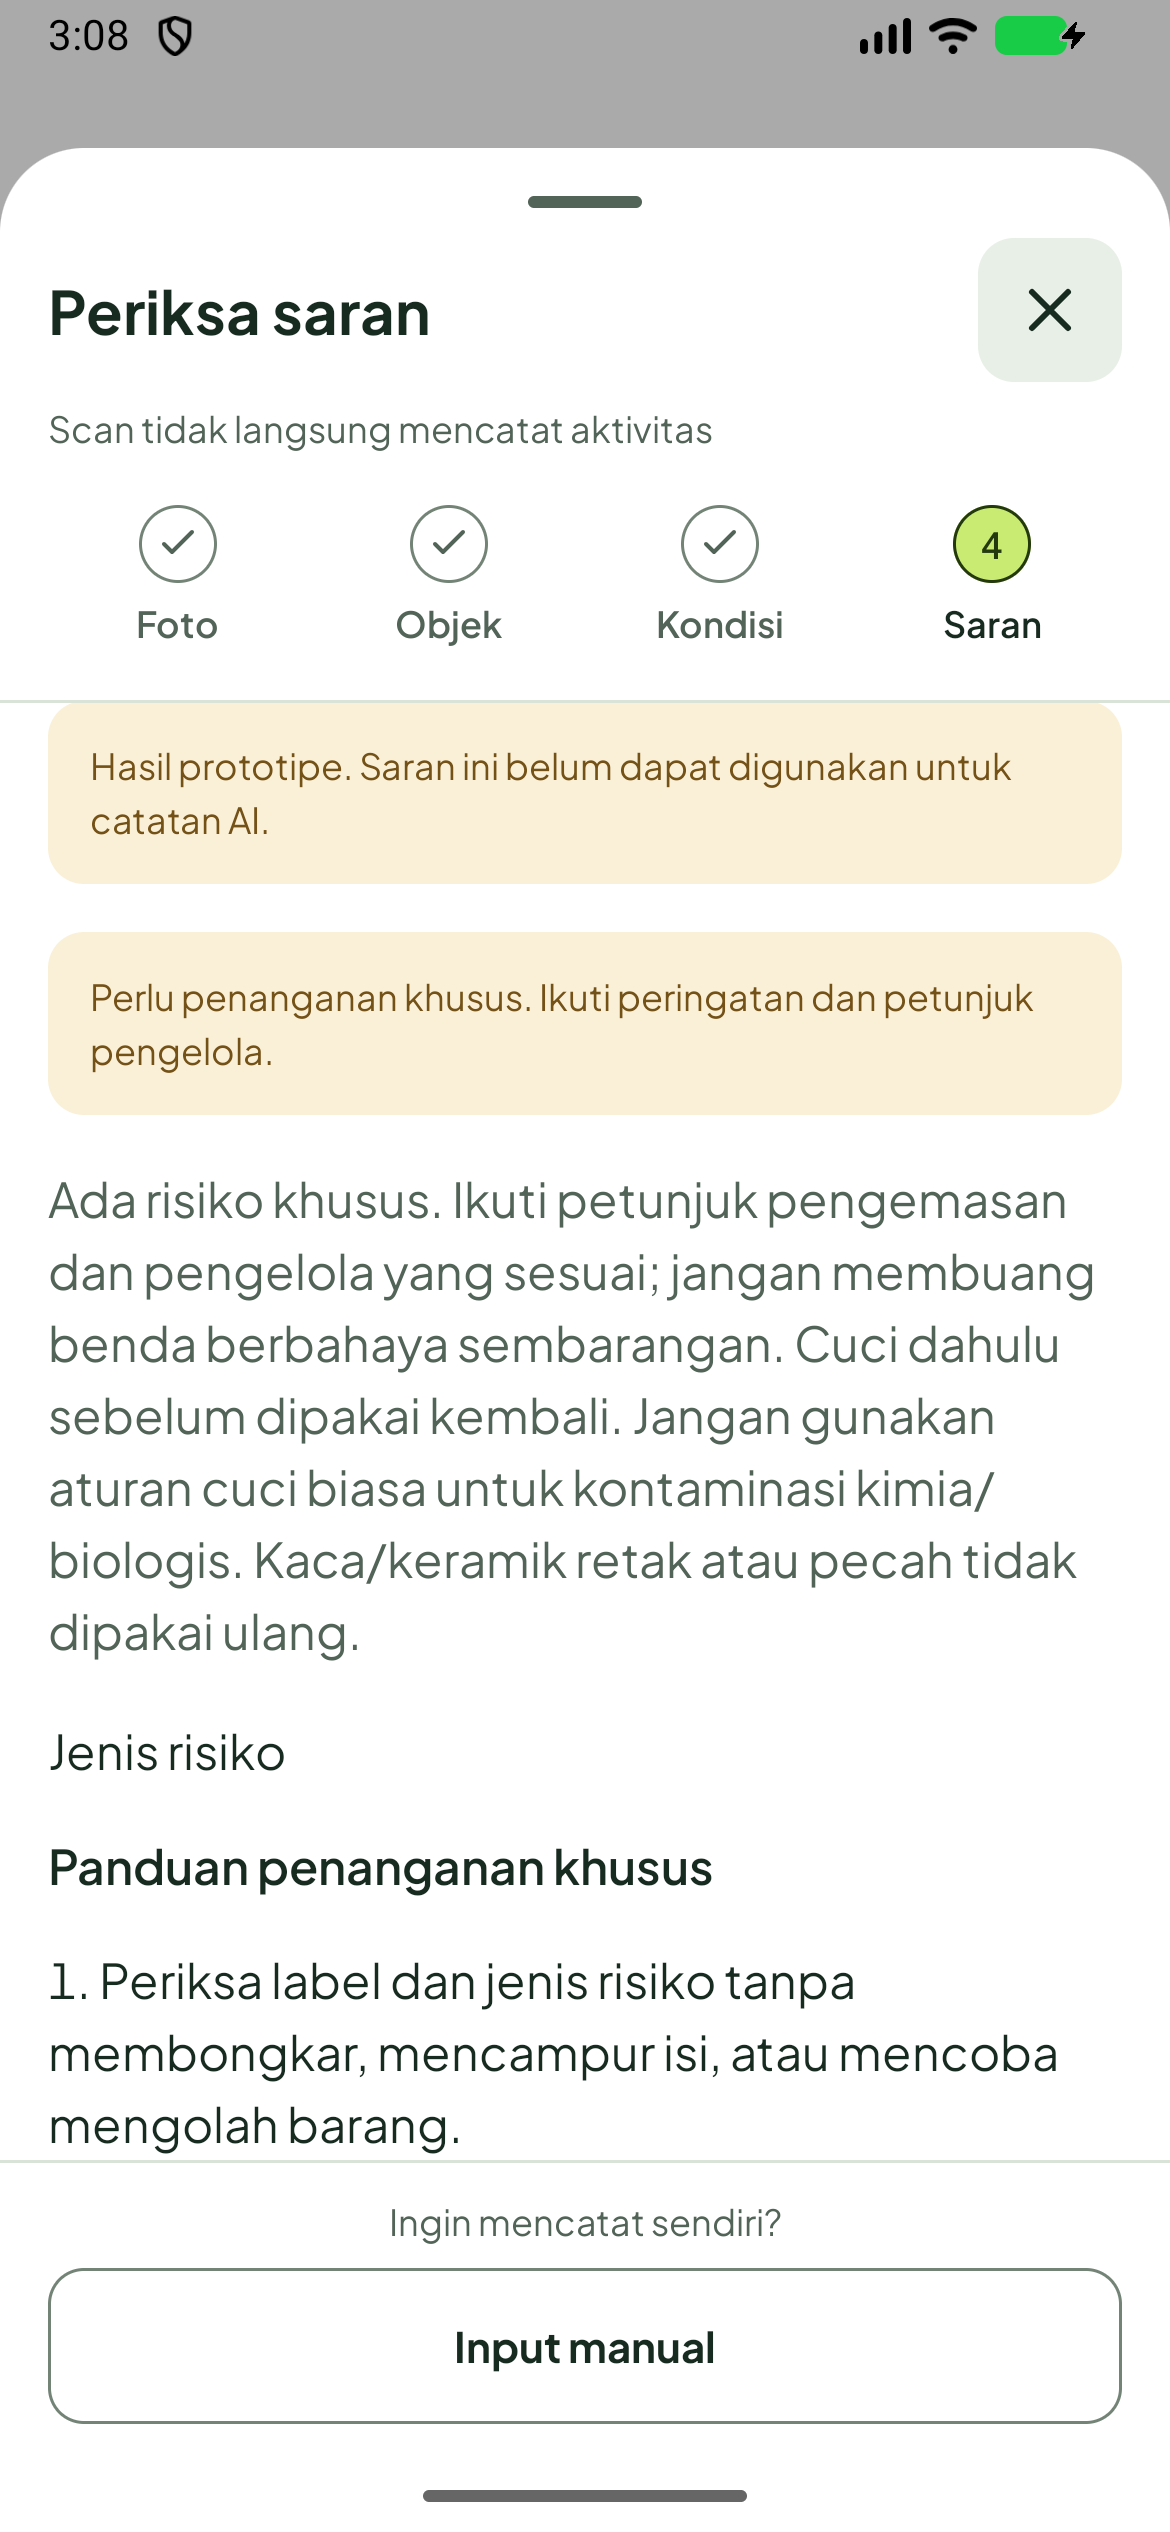 3:08
Periksa saran
Scan tidak langsung mencatat aktivitas
4
Foto
Objek
Kondisi
Saran
Hasil prototipe. Saran ini belum dapat digunakan untuk
catatan AI.
Perlu penanganan khusus. Ikuti peringatan dan petunjuk
pengelola.
Ada risiko khusus. Ikuti petunjuk pengemasan
dan pengelola yang sesuai; jangan membuang
benda berbahaya sembarangan. Cuci dahulu
sebelum dipakai kembali. Jangan gunakan
aturan cuci biasa untuk kontaminasi kimia/
biologis. Kaca/keramik retak atau pecah tidak
dipakai ulang.
Jenis risiko
Panduan penanganan khusus
1. Periksa label dan jenis risiko tanpa
membongkar, mencampur isi, atau mencoba
mengolah barang.
Ingin mencatat sendiri?
Input manual